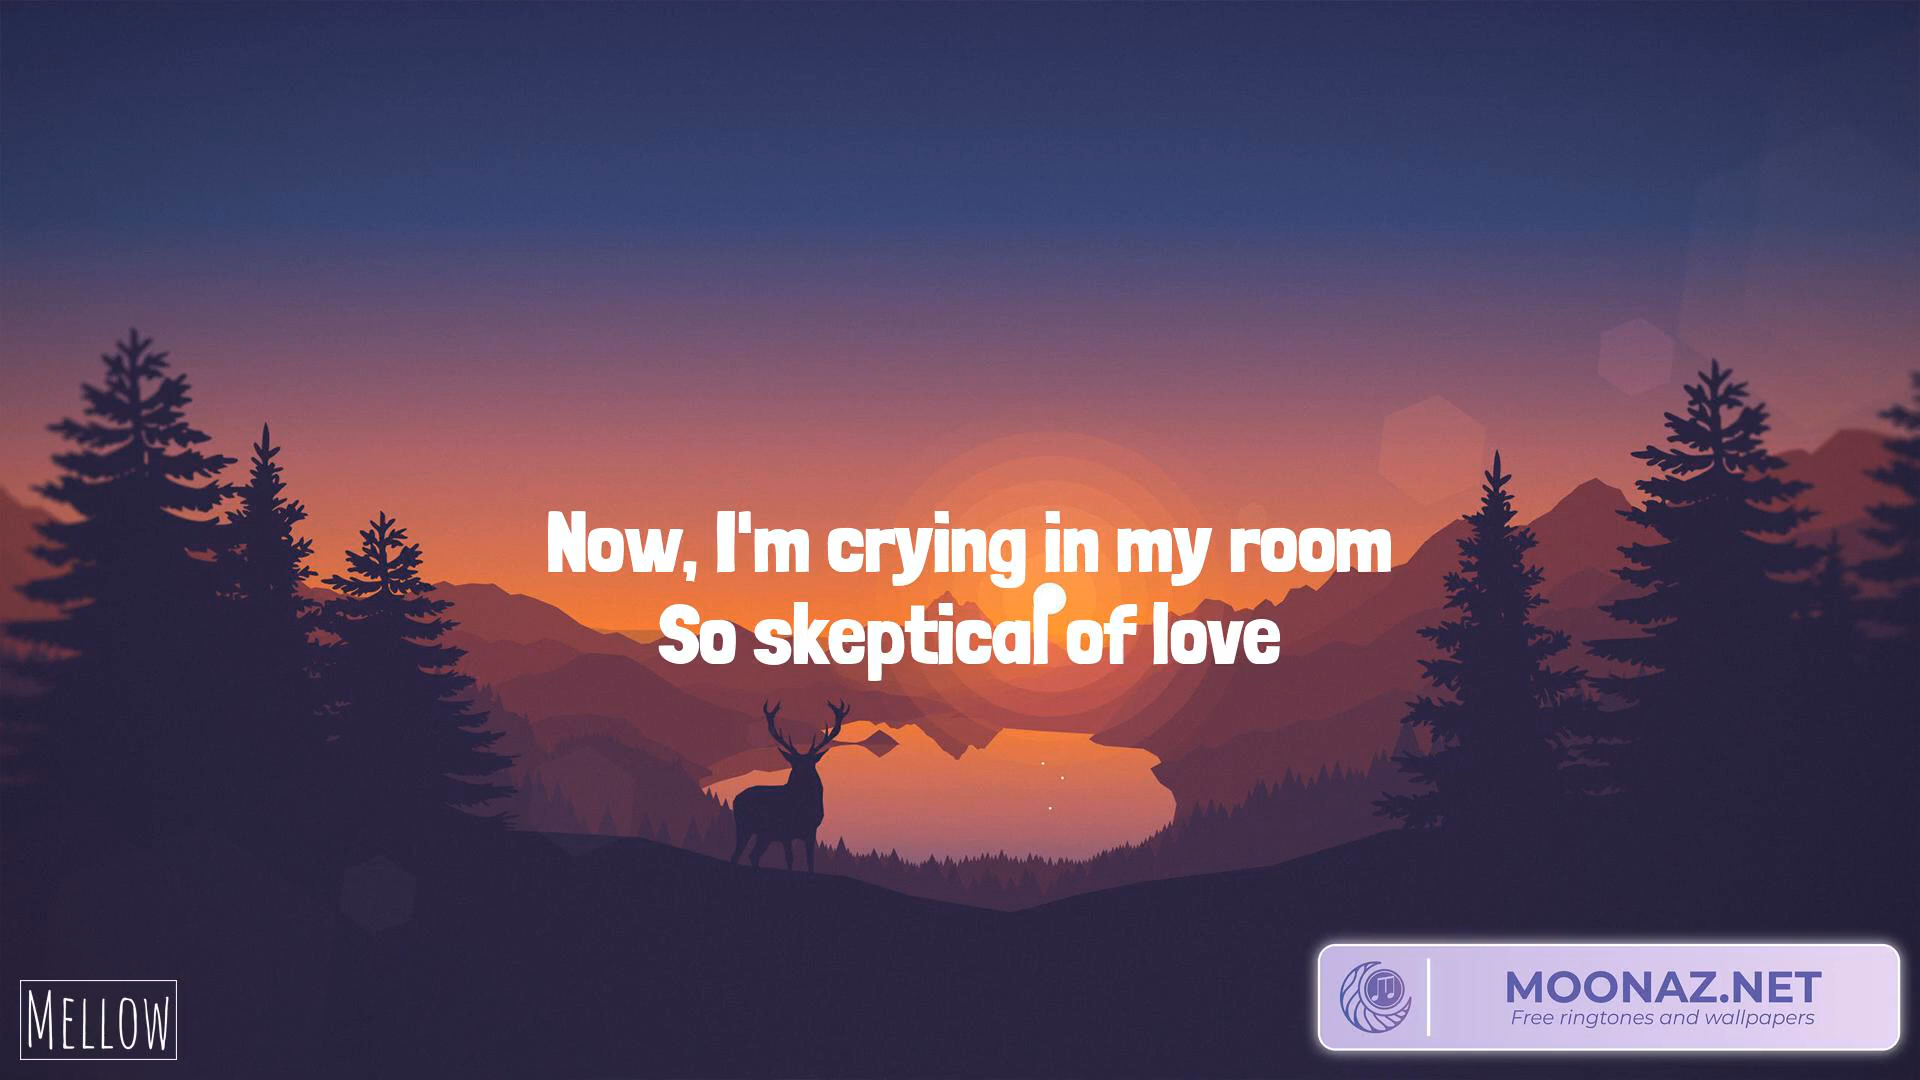 Now, I'm crying in my room
So skeptical of love
MELLOW
MOONAZ.NET
Free ringtones and wallpapers